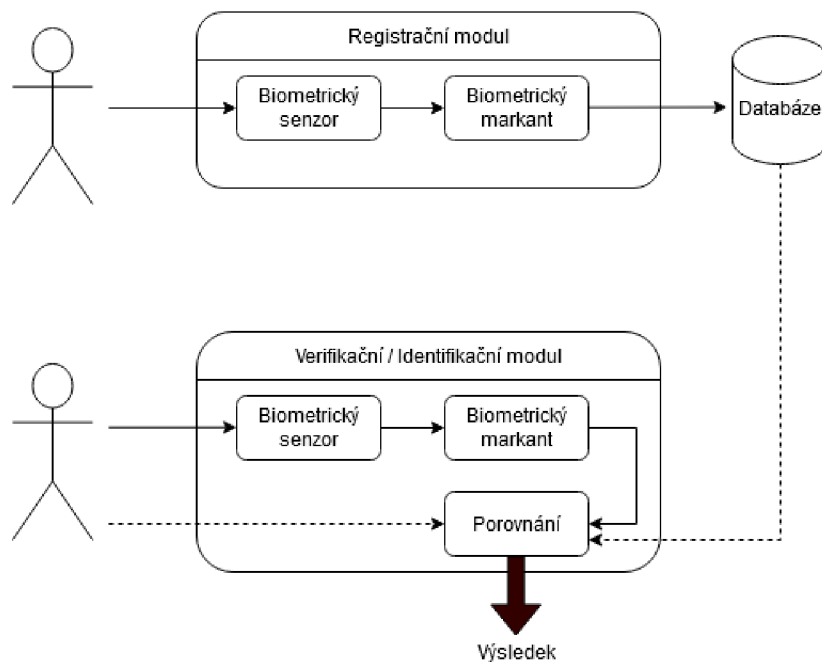 Registrační modul
Biometrický
senzor
Biometrický
markant
Databáze
Verifikační / Identifikační modul
Biometrický
senzor
Biometrický
markant
Porovnání
Výsledek